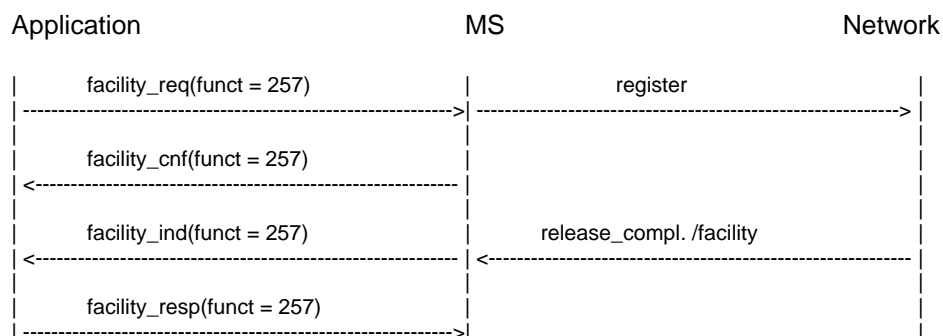 Application MS Network
facility_req(funct = 257) register
facility_cnf(funct = 257)
facility_ind(funct = 257) release_compl. /facility
facility_resp(funct = 257)